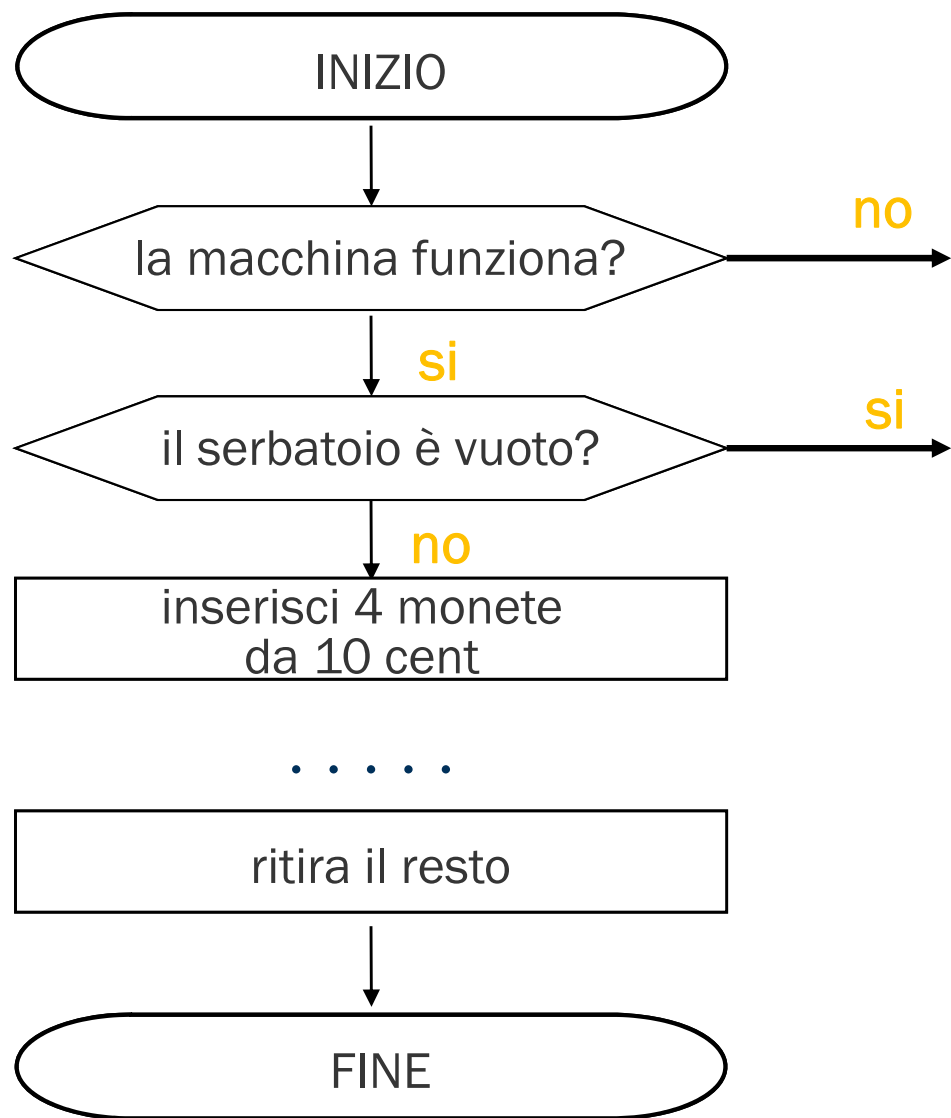 INIZIO
la macchina funziona?
no
si
il serbatoio è vuoto?
si
no
inserisci 4 monete
da 10 cent
. . . . .
ritira il resto
FINE